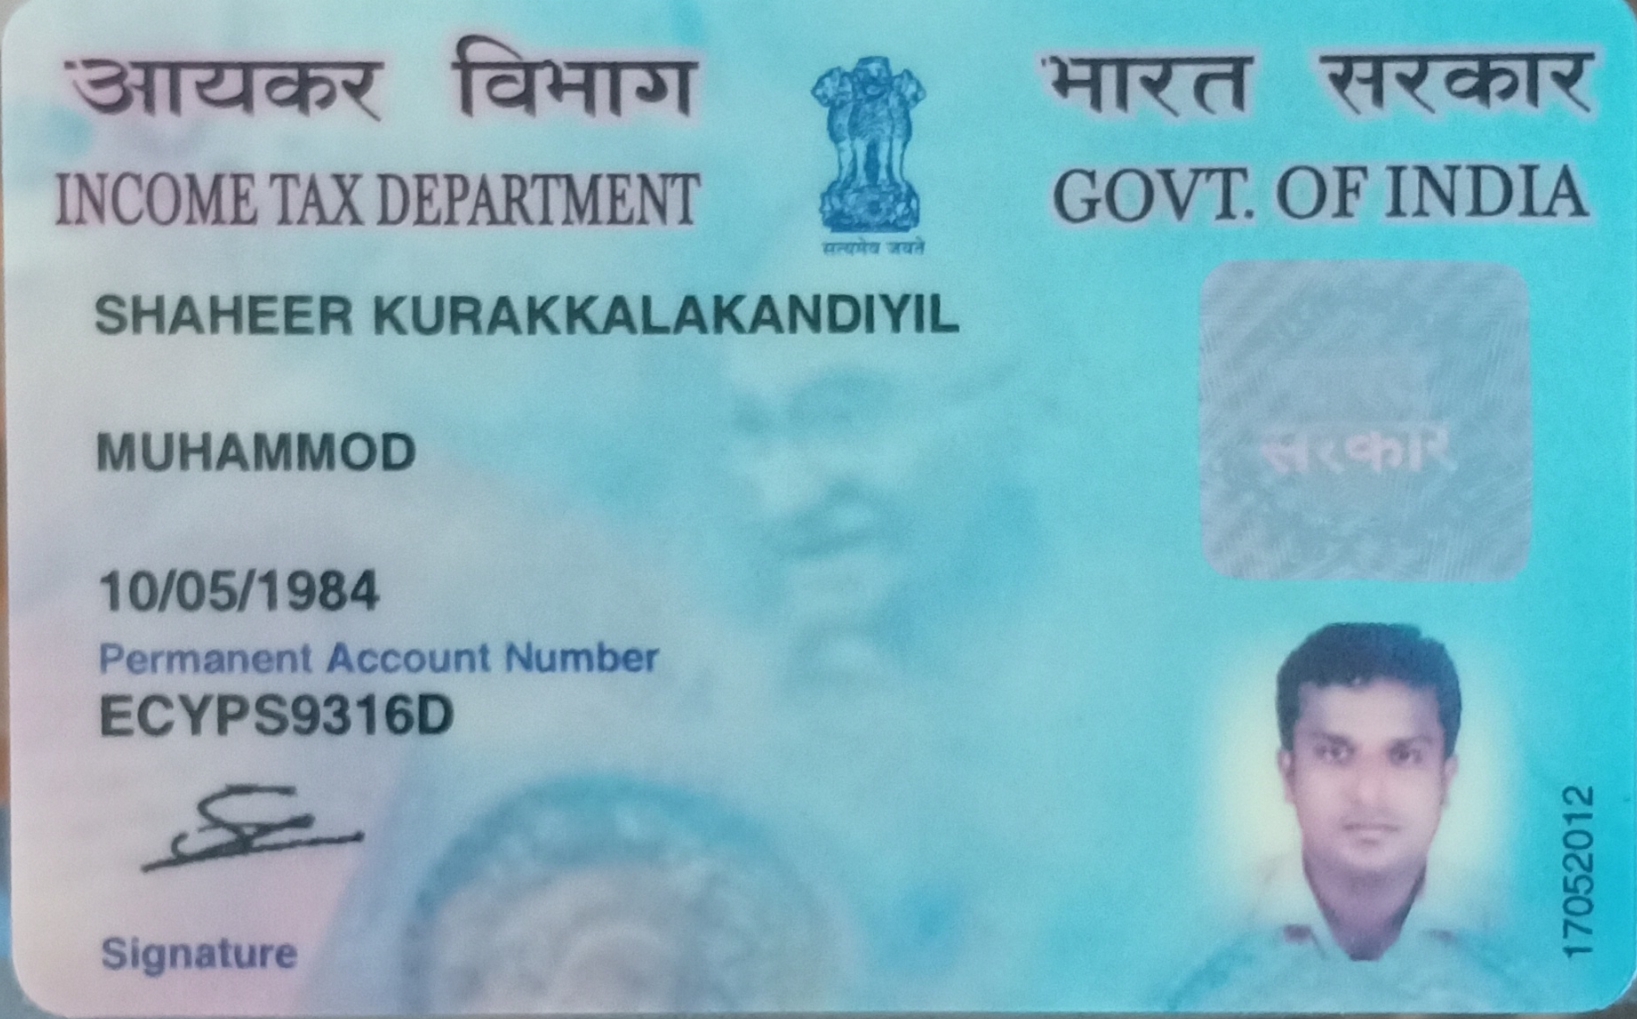 आयकर विभाग
भारत सरकार
INCOME TAX DEPARTMENT
GOVT. OF INDIA
सत्यमेव जयते
SHAHEER KURAKKALAKANDIYIL
सरकार
MUHAMMOD
10/05/1984
Permanent Account Number
ECYPS9316D
Signature
17052012